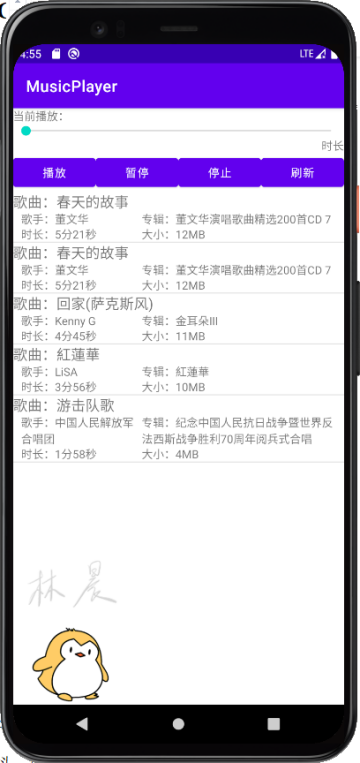 4:55
LTE
MusicPlayer
当前播放：
时长
播放 暂停 停止 刷新
歌曲：春天的故事
歌手：董文华 专辑：董文华演唱歌曲精选200首CD 7
时长：5分21秒 大小：12MB
歌曲：春天的故事
歌手：董文华 专辑：董文华演唱歌曲精选200首CD 7
时长：5分21秒 大小：12MB
歌曲：回家(萨克斯风)
歌手：Kenny G 专辑：金耳朵III
时长：4分45秒 大小：11MB
歌曲：紅蓮華
歌手：LiSA 专辑：紅蓮華
时长：3分56秒 大小：10MB
歌曲：游击队歌
歌手：中国人民解放军 专辑：纪念中国人民抗日战争暨世界反
合唱团 法西斯战争胜利70周年阅兵式合唱
时长：1分58秒 大小：4MB
林晨